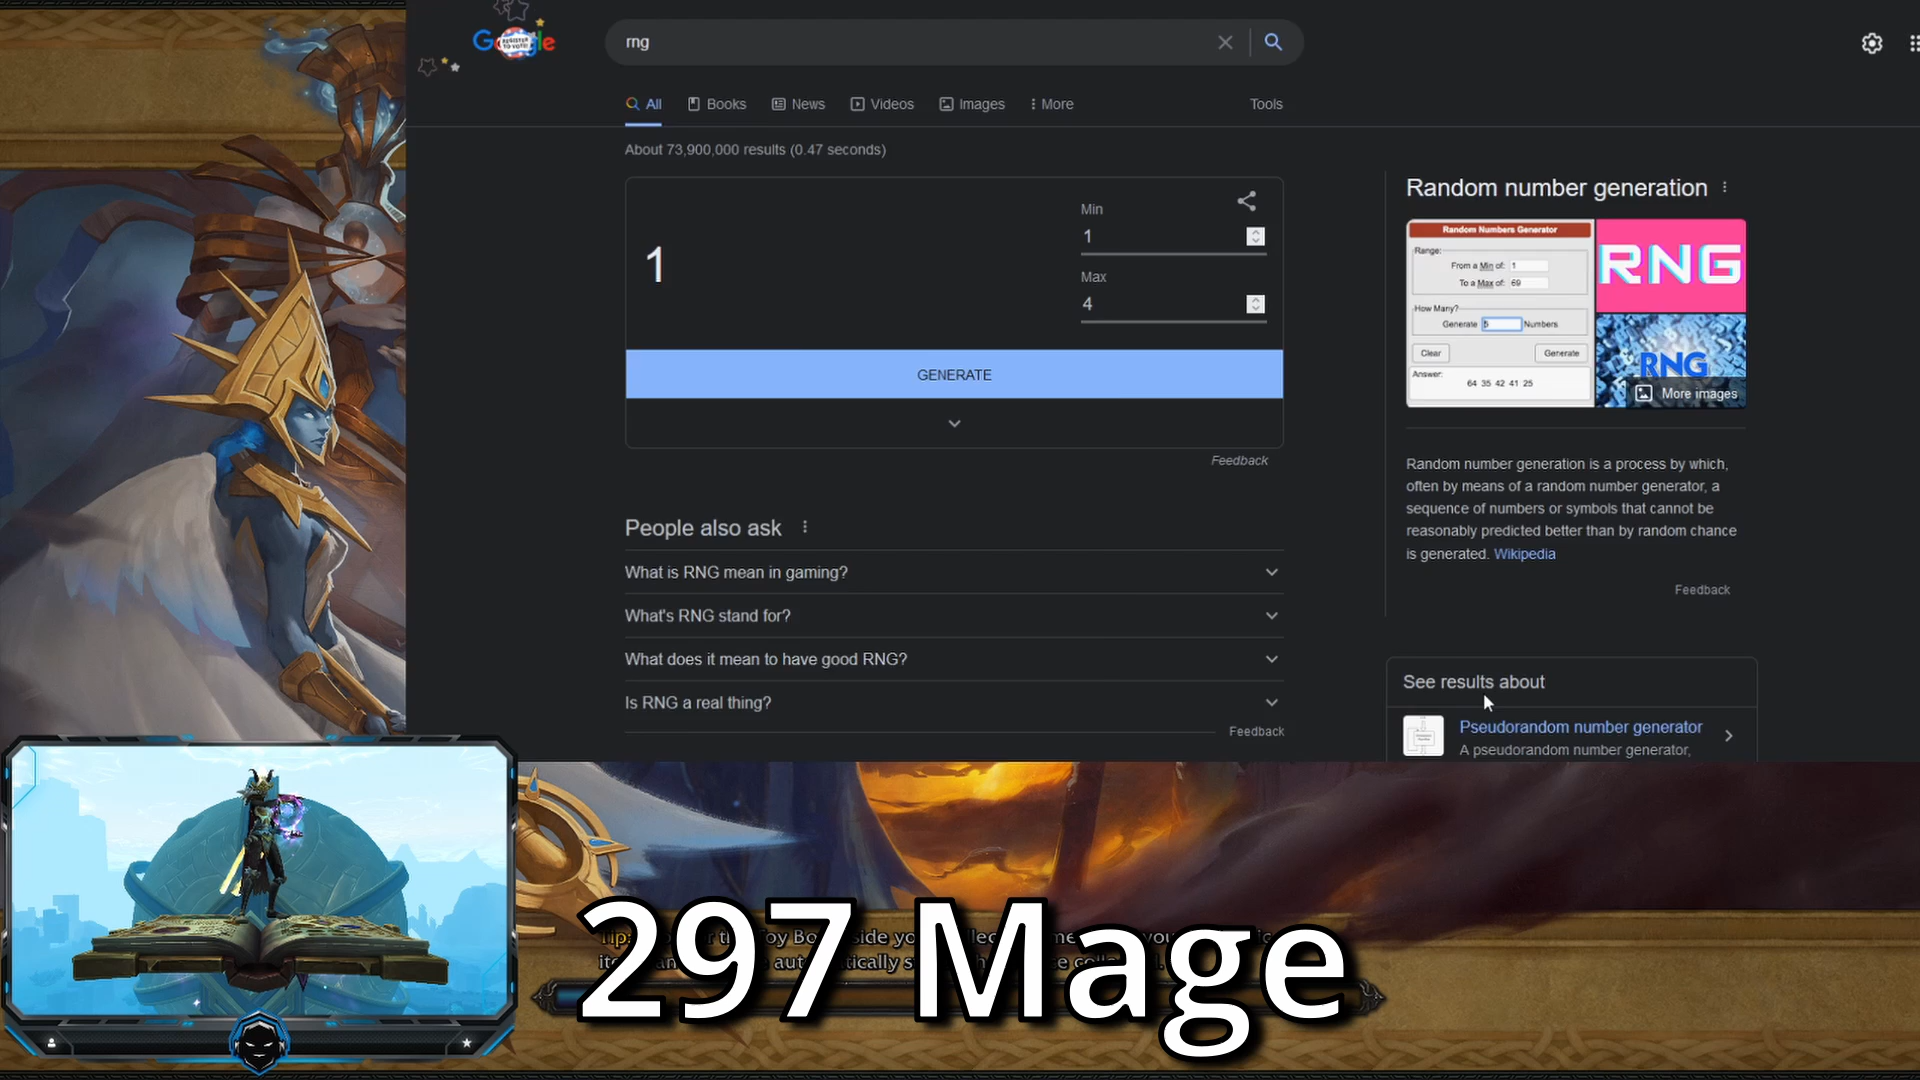 Google
REGISTER
TO VOTE!
rng
All
Books
News
Videos
Images
More
Tools
About 73,900,000 results (0.47 seconds)
1
Min
1
Max
4
GENERATE
Feedback
People also ask
What is RNG mean in gaming?
What's RNG stand for?
What does it mean to have good RNG?
Is RNG a real thing?
Feedback
Random number generation
Random Numbers Generator
Range:
From a Min of: 1
To a Max of: 69
How Many?
Generate 5 Numbers
Clear
Generate
Answer:
64 35 42 41 25
RNG
RNG
More images
Random number generation is a process by which,
often by means of a random number generator, a
sequence of numbers or symbols that cannot be
reasonably predicted better than by random chance
is generated. Wikipedia
Feedback
See results about
Pseudorandom number generator
A pseudorandom number generator,
Tip:
297 Mage